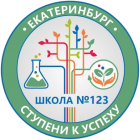 • ЕКАТЕРИНБУРГ •
ШКОЛА №123
СТУПЕНИ К УСПЕХУ